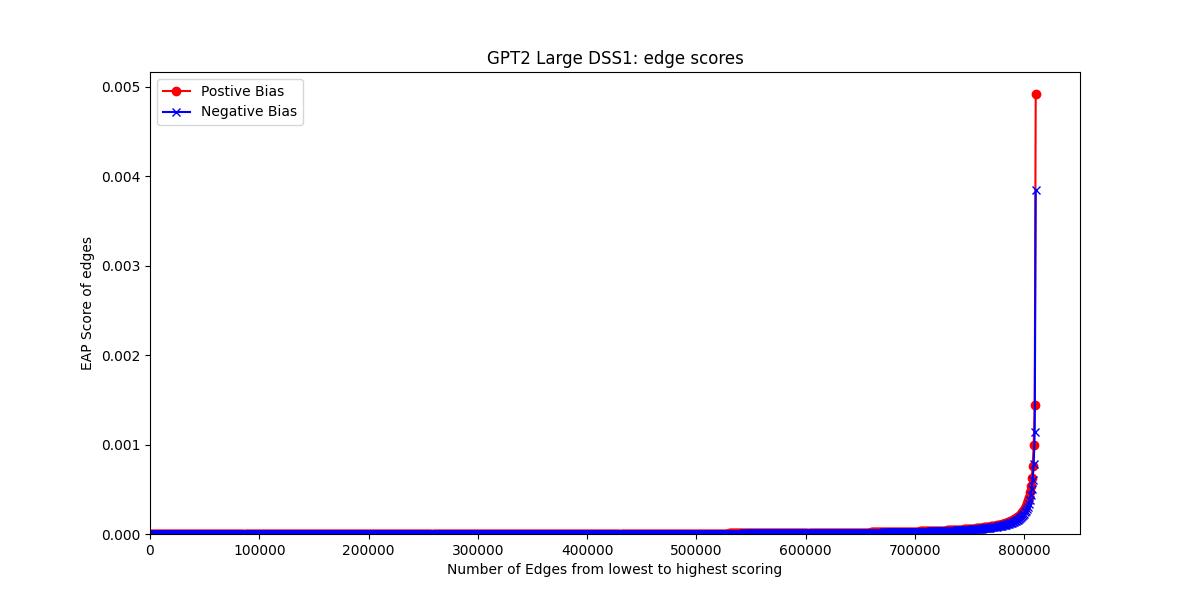 GPT2 Large DSS1: edge scores
Postive Bias
Negative Bias
0.005
0.004
0.003
0.002
0.001
0.000
EAP Score of edges
0 100000 200000 300000 400000 500000 600000 700000 800000
Number of Edges from lowest to highest scoring